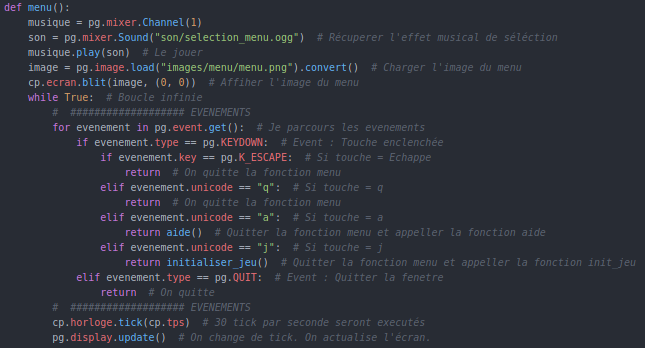 def menu():
    musique = pg.mixer.Channel(1)
    son = pg.mixer.Sound("son/selection_menu.ogg")  # Récuperer l'effet musical de sélection
    musique.play(son)  # Le jouer
    image = pg.image.load("images/menu/menu.png").convert()  # Charger l'image du menu
    cp.ecran.blit(image, (0, 0))  # Affiher l'image du menu
    while True:  # Boucle infinie
        #  ################### EVENEMENTS
        for evenement in pg.event.get():  # Je parcours les evenements
            if evenement.type == pg.KEYDOWN:  # Event : Touche enclenchée
                if evenement.key == pg.K_ESCAPE:  # Si touche = Echappe
                    return  # On quitte la fonction menu
                elif evenement.unicode == "q":  # Si touche = q
                    return  # On quitte la fonction menu
                elif evenement.unicode == "a":  # Si touche = a
                    return aide()  # Quitter la fonction menu et appeller la fonction aide
                elif evenement.unicode == "j":  # Si touche = j
                    return initialiser_jeu()  # Quitter la fonction menu et appeller la fonction init_jeu
            elif evenement.type == pg.QUIT:  # Event : Quitter la fenetre
                return  # On quitte
        #  ################### EVENEMENTS
        cp.horloge.tick(cp.tps)  # 30 tick par seconde seront executés
        pg.display.update()  # On change de tick. On actualise l'écran.